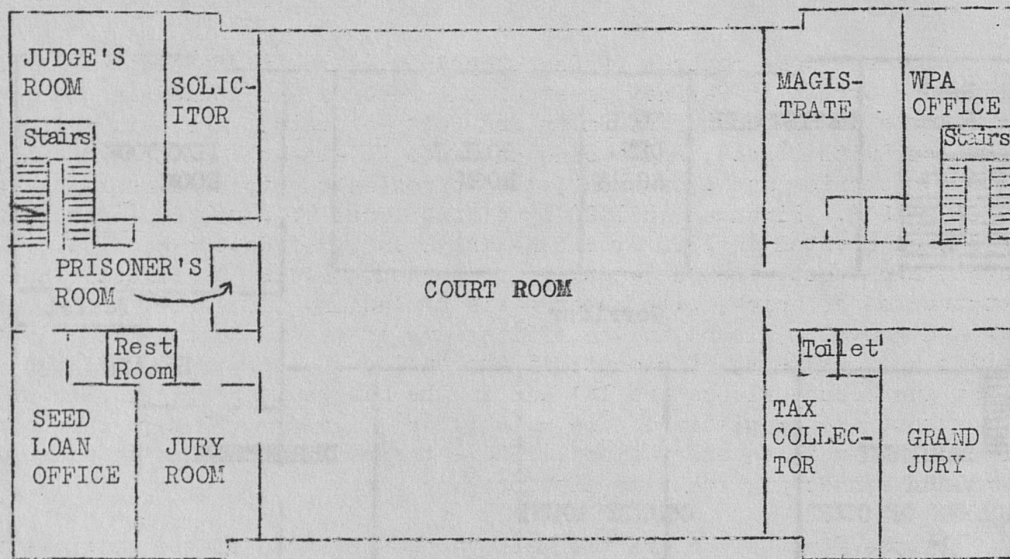 JUDGE'S
ROOM
SOLIC-
ITOR
MAGIS-
TRATE
WPA
OFFICE
Stairs
Stairs
PRISONER'S
ROOM
COURT ROOM
Rest
Room
Toilet
SEED
LOAN
OFFICE
JURY
ROOM
TAX
COLLEC-
TOR
GRAND
JURY